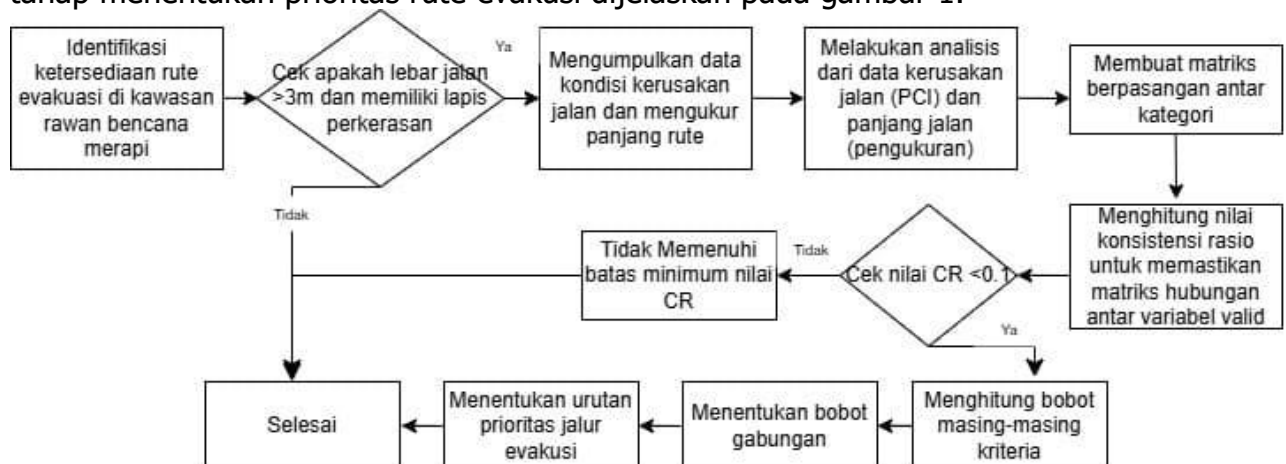 tahap menentukan prioritas rute evakusi dijelaskan pada gambar 1.
Identifikasi
ketersediaan rute
evakuasi di kawasan
rawan bencana
merapi
Cek apakah lebar jalan
>3m dan memiliki lapis
perkerasan
Ya
Mengumpulkan data
kondisi kerusakan
jalan dan mengukur
panjang rute
Melakukan analisis
dari data kerusakan
jalan (PCI) dan
panjang jalan
(pengukuran)
Membuat matriks
berpasangan antar
kategori
Tidak
Menghitung nilai
konsistensi rasio
untuk memastikan
matriks hubungan
antar variabel valid
Cek nilai CR <0.1
Tidak
Tidak Memenuhi
batas minimum nilai
CR
Ya
Menghitung bobot
masing-masing
kriteria
Menentukan bobot
gabungan
Menentukan urutan
prioritas jalur
evakusi
Selesai